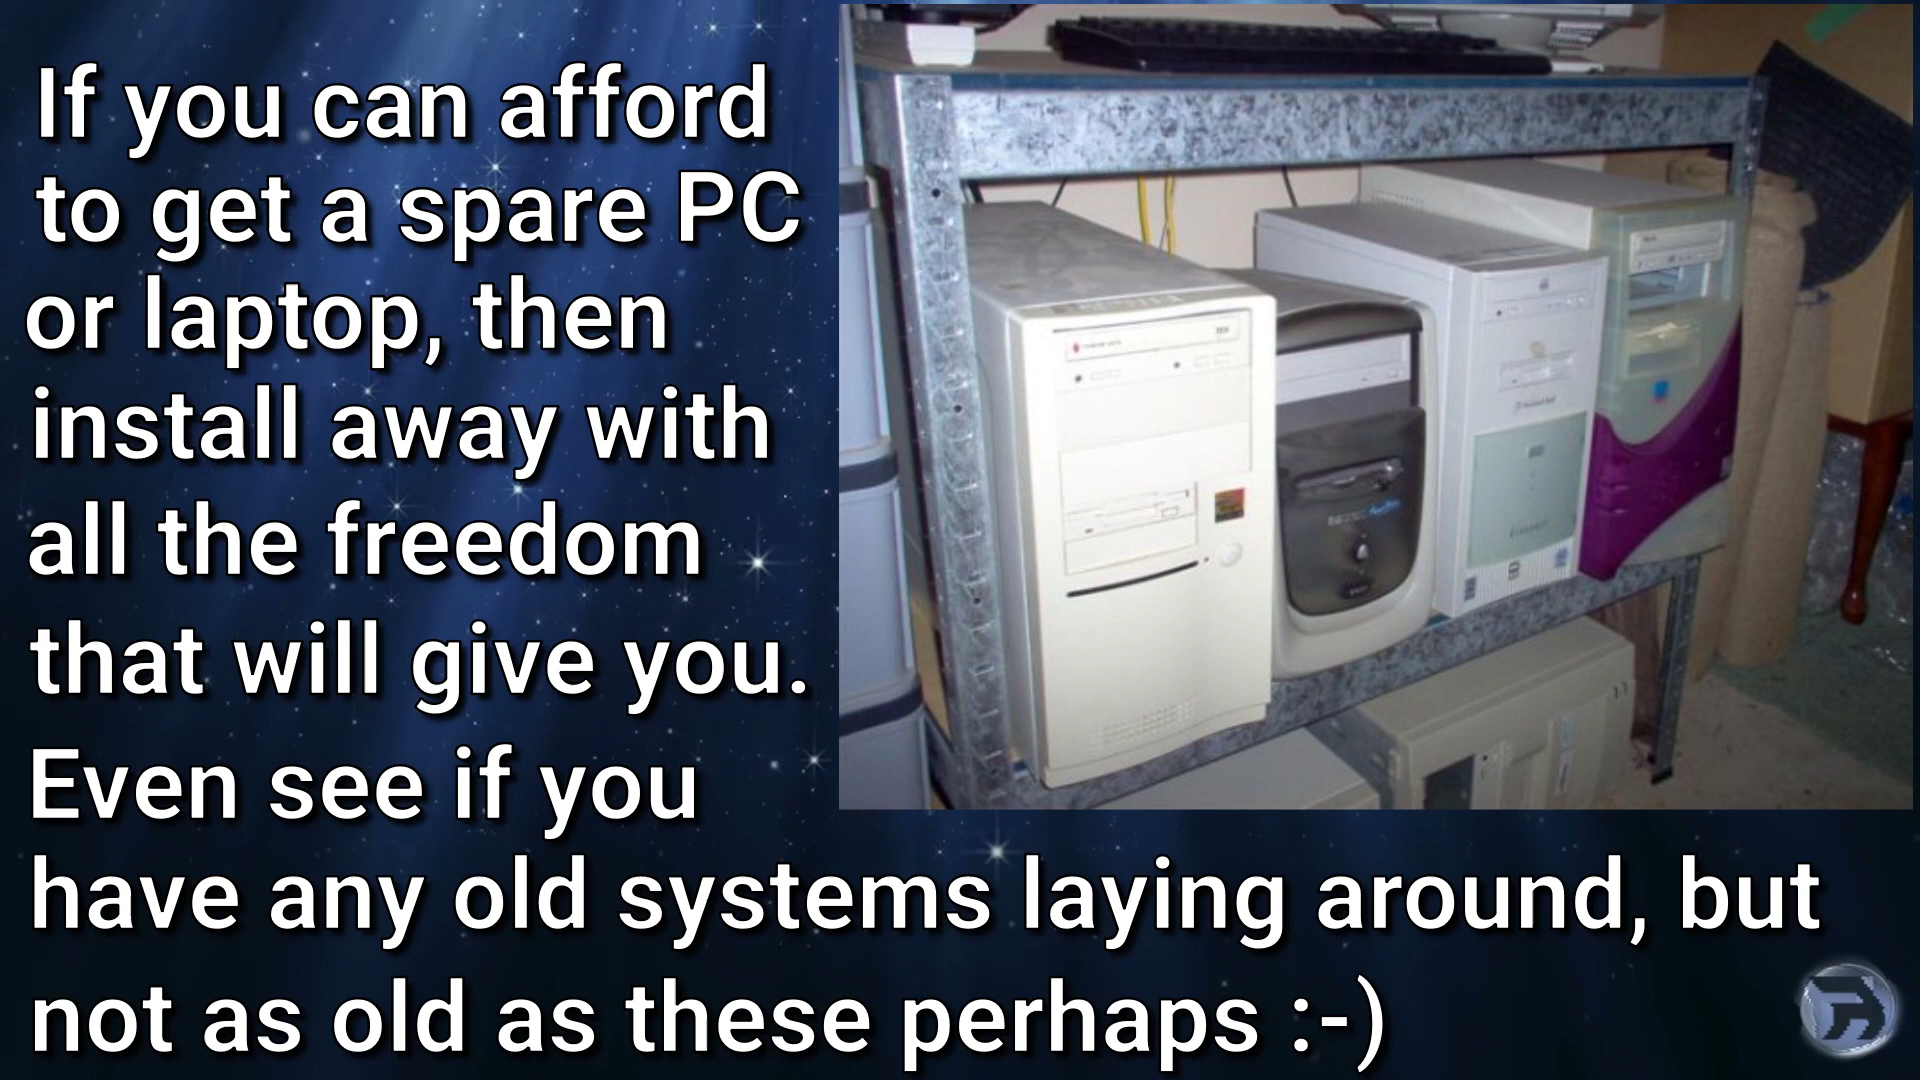 If you can afford
to get a spare PC
or laptop, then
install away with
all the freedom
that will give you.
Even see if you
have any old systems laying around, but
not as old as these perhaps :-)